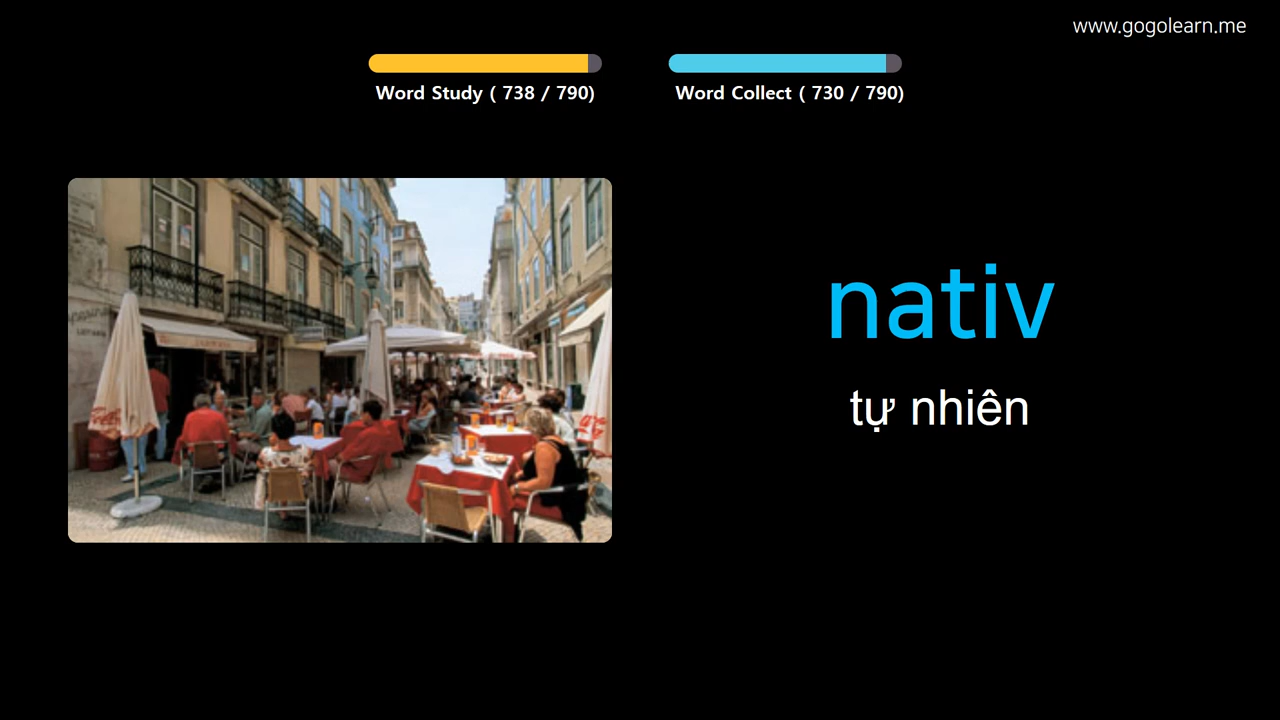 www.gogolearn.me
Word Study ( 738 / 790)
Word Collect ( 730 / 790)
nativ
tự nhiên